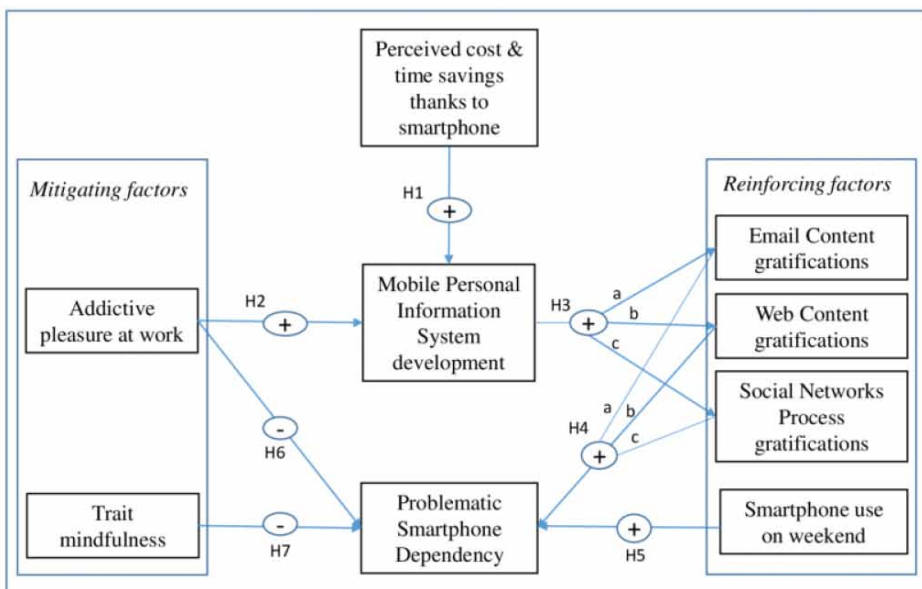 Perceived cost &
time savings
thanks to
smartphone
H1
+
Mitigating factors
Addictive
pleasure at work
Trait
mindfulness
H2
+
Mobile Personal
Information
System
development
H3
+
a
b
c
Reinforcing factors
Email Content
gratifications
Web Content
gratifications
Social Networks
Process
gratifications
Smartphone use
on weekend
a
b
c
H4
+
-
H6
-
H7
Problematic
Smartphone
Dependency
+
H5